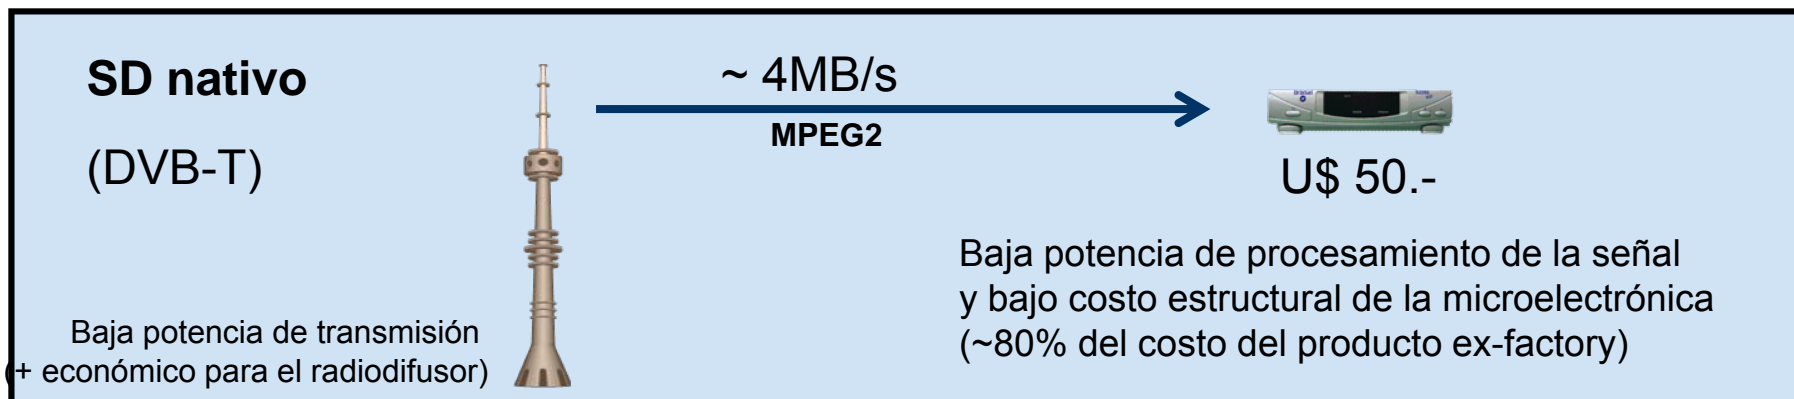 SD nativo
(DVB-T)
~ 4MB/s
MPEG2
U$ 50.-
Baja potencia de procesamiento de la señal
y bajo costo estructural de la microelectrónica
(~80% del costo del producto ex-factory)
Baja potencia de transmisión
(+ económico para el radiodifusor)